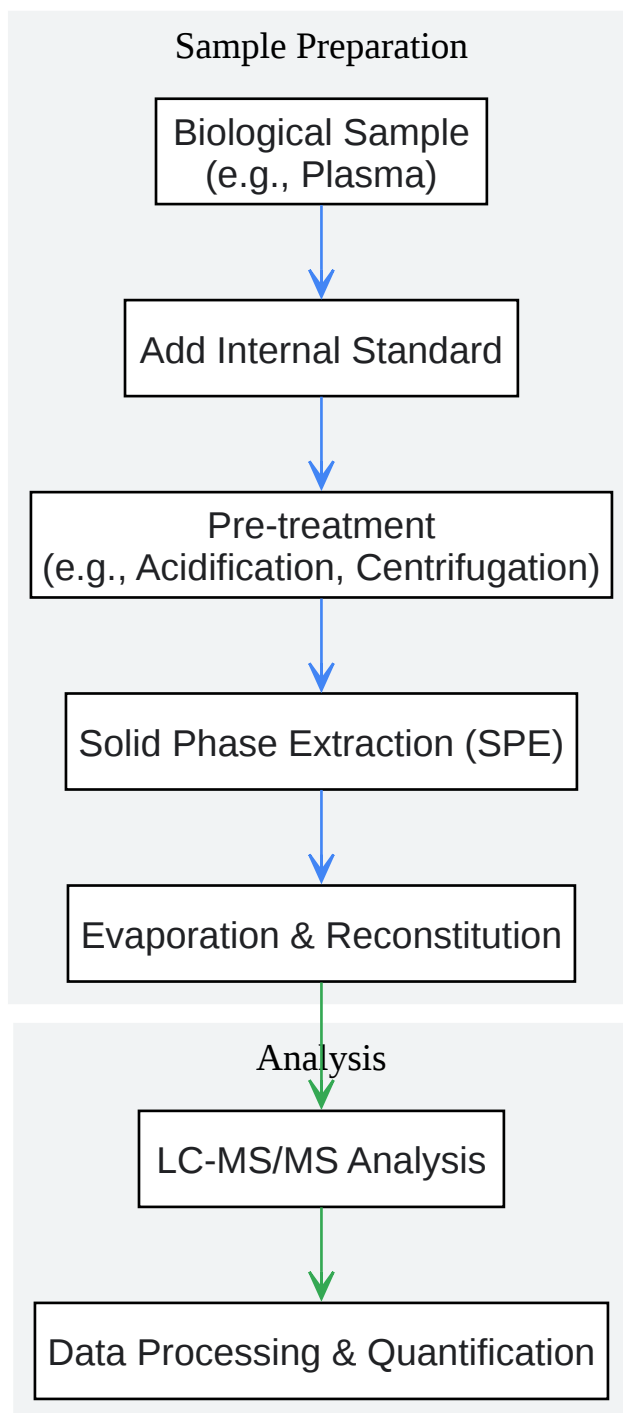 Sample Preparation
Biological Sample
(e.g., Plasma)
Add Internal Standard
Pre-treatment
(e.g., Acidification, Centrifugation)
Solid Phase Extraction (SPE)
Evaporation & Reconstitution
Analysis
LC-MS/MS Analysis
Data Processing & Quantification